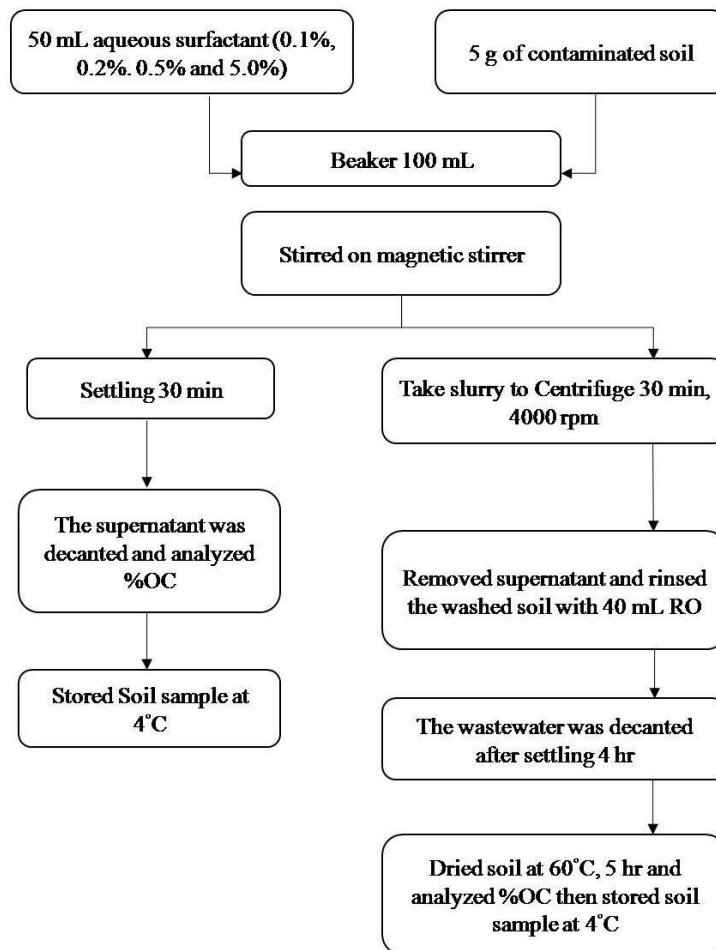 50 mL aqueous surfactant (0.1%,
0.2%. 0.5% and 5.0%)
5 g of contaminated soil
Beaker 100 mL
Stirred on magnetic stirrer
Settling 30 min
Take slurry to Centrifuge 30 min,
4000 rpm
The supernatant was
decanted and analyzed
%OC
Removed supernatant and rinsed
the washed soil with 40 mL RO
Stored Soil sample at
4°C
The wastewater was decanted
after settling 4 hr
Dried soil at 60°C, 5 hr and
analyzed %OC then stored soil
sample at 4°C